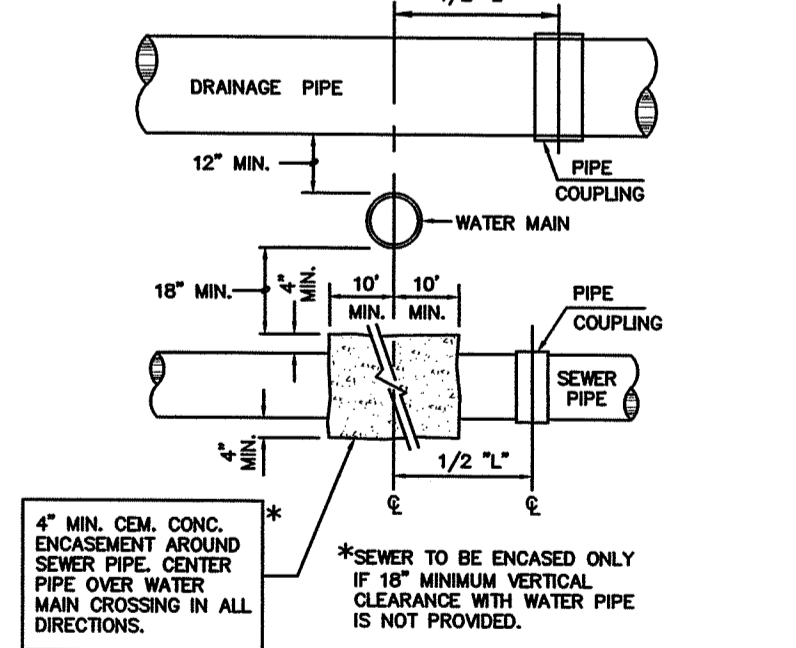 1/2 "L"
DRAINAGE PIPE
12" MIN.
PIPE
COUPLING
WATER MAIN
18" MIN.
4"
MIN.
10'
MIN.
10'
MIN.
PIPE
COUPLING
SEWER
PIPE
4"
MIN.
1/2 "L"
℄
℄
4" MIN. CEM. CONC.
ENCASEMENT AROUND
SEWER PIPE. CENTER
PIPE OVER WATER
MAIN CROSSING IN ALL
DIRECTIONS.
*
*SEWER TO BE ENCASED ONLY
IF 18" MINIMUM VERTICAL
CLEARANCE WITH WATER PIPE
IS NOT PROVIDED.